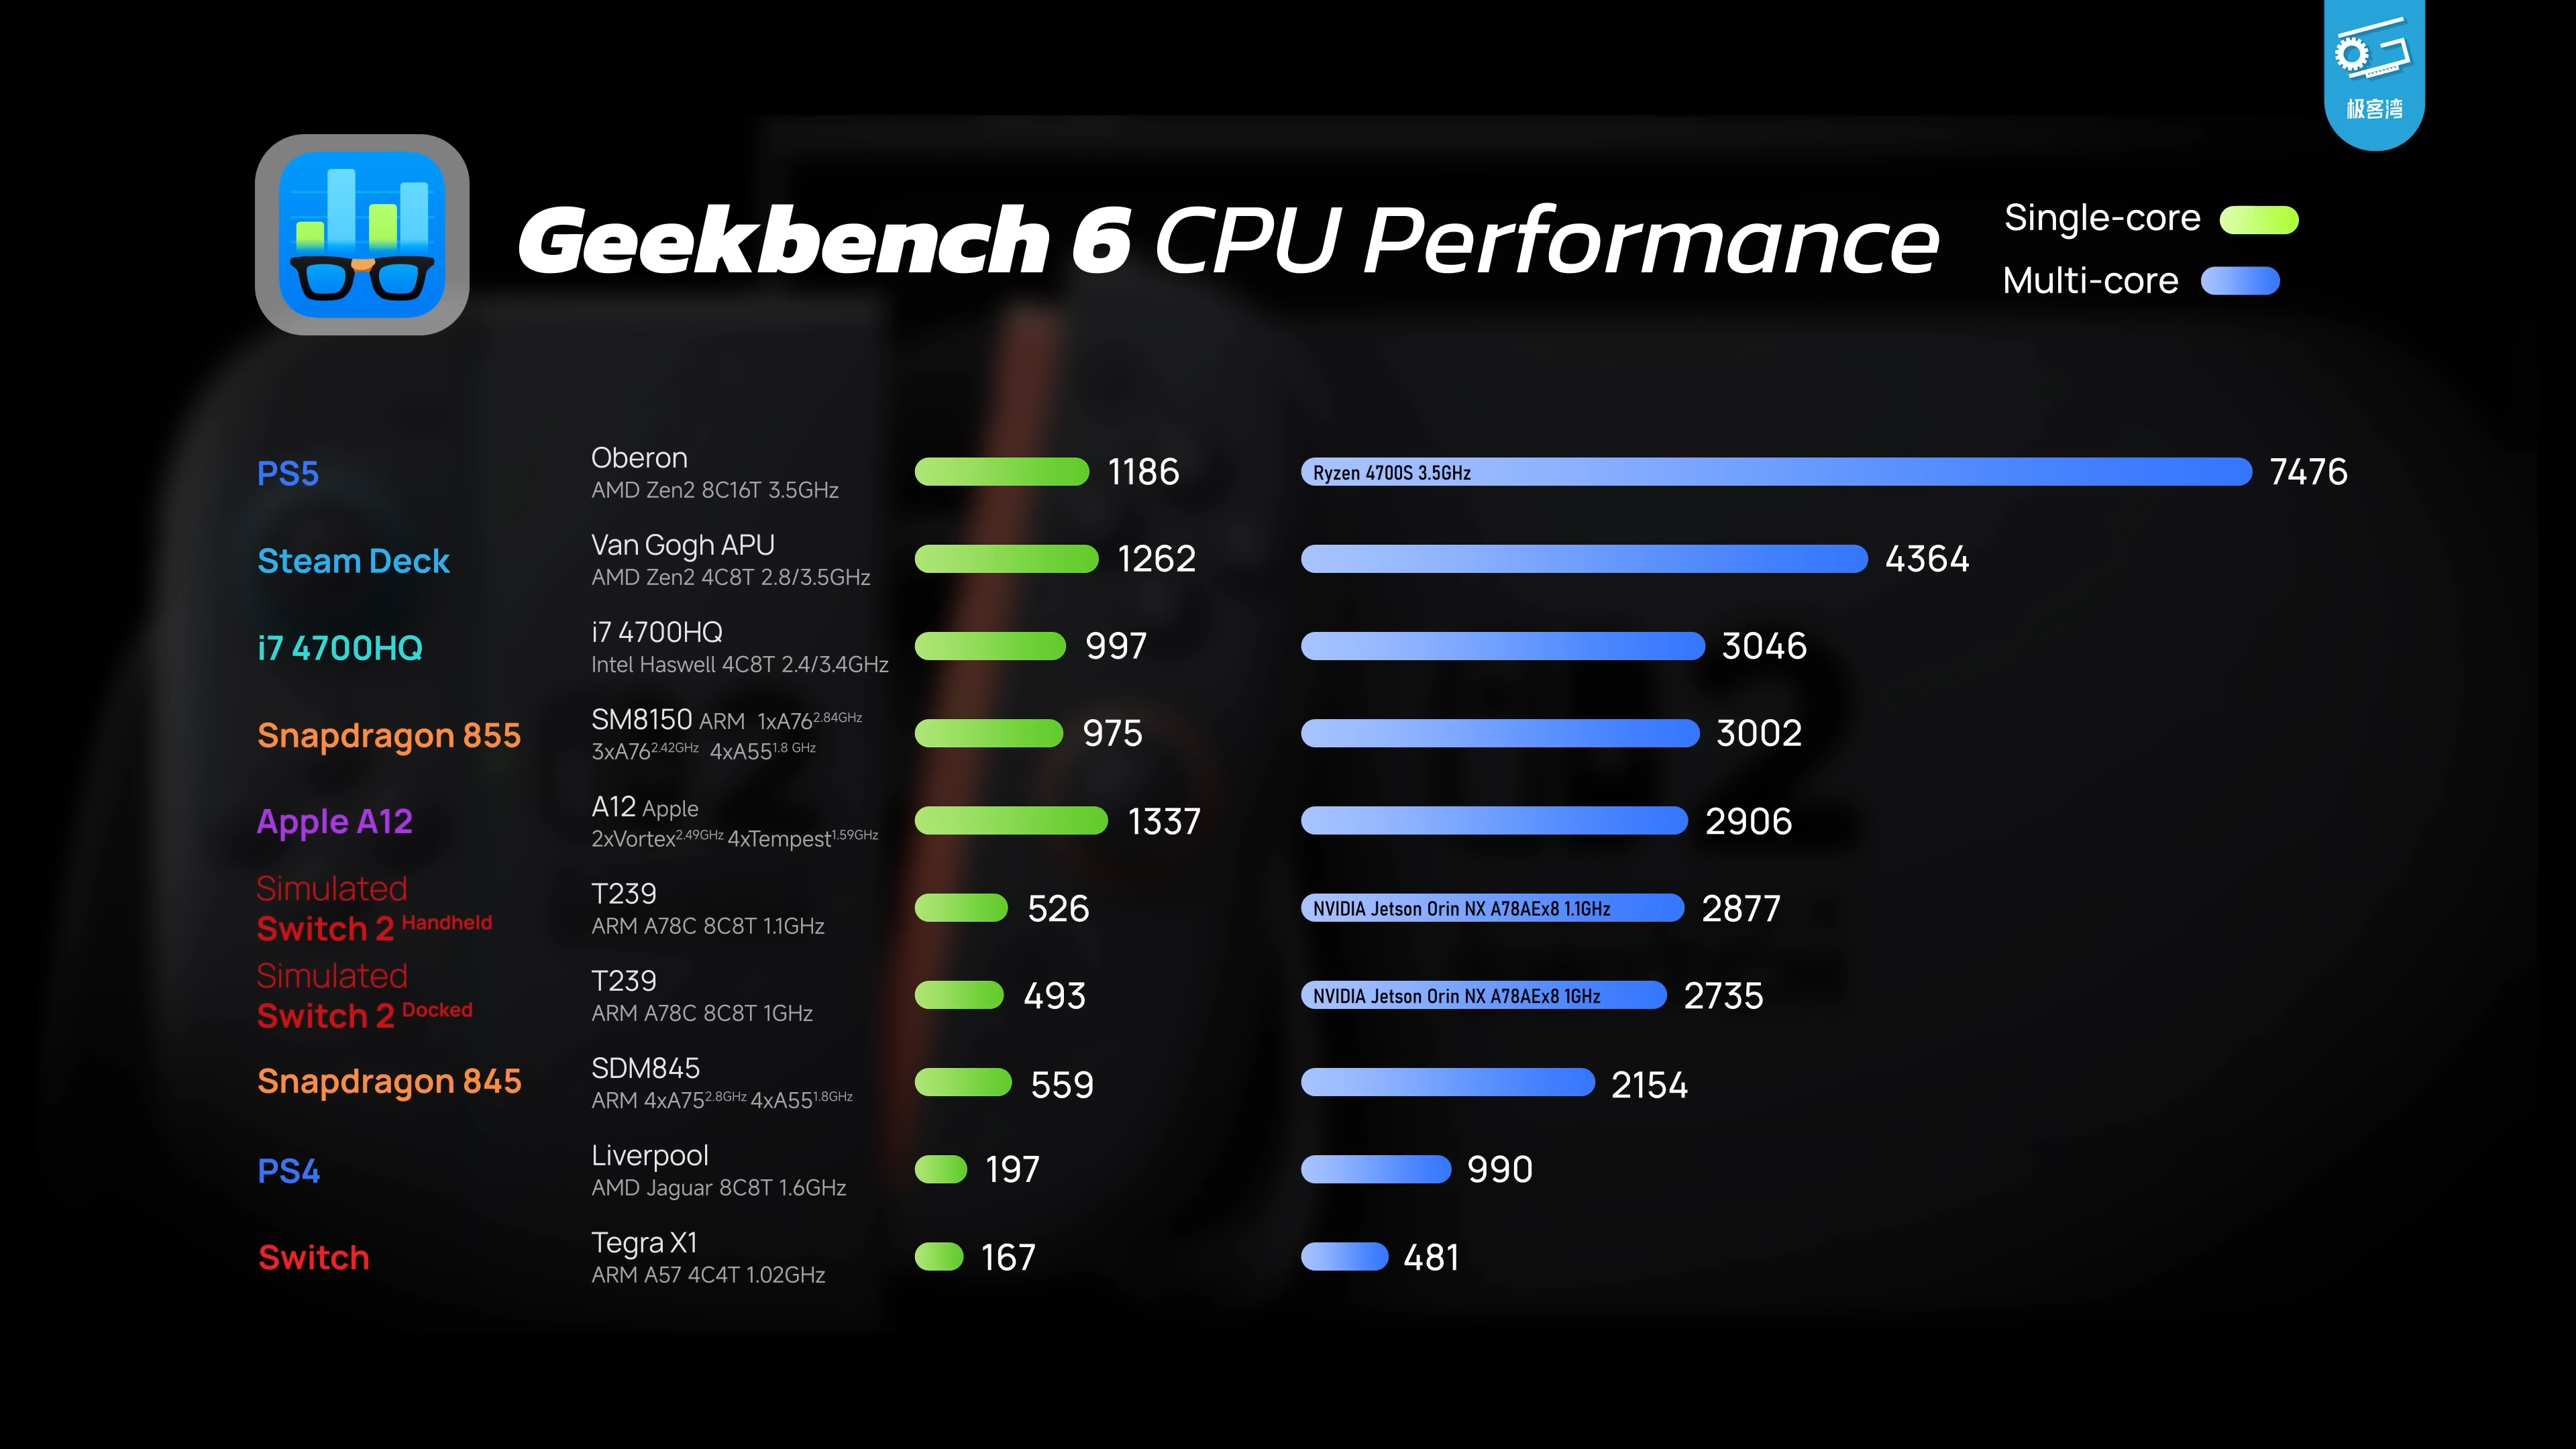 极客湾
Geekbench 6 CPU Performance
Single-core
Multi-core
PS5
Oberon
AMD Zen2 8C16T 3.5GHz
1186
Ryzen 4700S 3.5GHz
7476
Steam Deck
Van Gogh APU
AMD Zen2 4C8T 2.8/3.5GHz
1262
4364
i7 4700HQ
i7 4700HQ
Intel Haswell 4C8T 2.4/3.4GHz
997
3046
Snapdragon 855
SM8150 ARM 1xA76 2.84GHz
3xA76 2.42GHz 4xA55 1.8 GHz
975
3002
Apple A12
A12 Apple
2xVortex 2.49GHz 4xTempest 1.59GHz
1337
2906
Simulated
Switch 2 Handheld
T239
ARM A78C 8C8T 1.1GHz
526
NVIDIA Jetson Orin NX A78AEx8 1.1GHz
2877
Simulated
Switch 2 Docked
T239
ARM A78C 8C8T 1GHz
493
NVIDIA Jetson Orin NX A78AEx8 1GHz
2735
Snapdragon 845
SDM845
ARM 4xA75 2.8GHz 4xA55 1.8GHz
559
2154
PS4
Liverpool
AMD Jaguar 8C8T 1.6GHz
197
990
Switch
Tegra X1
ARM A57 4C4T 1.02GHz
167
481